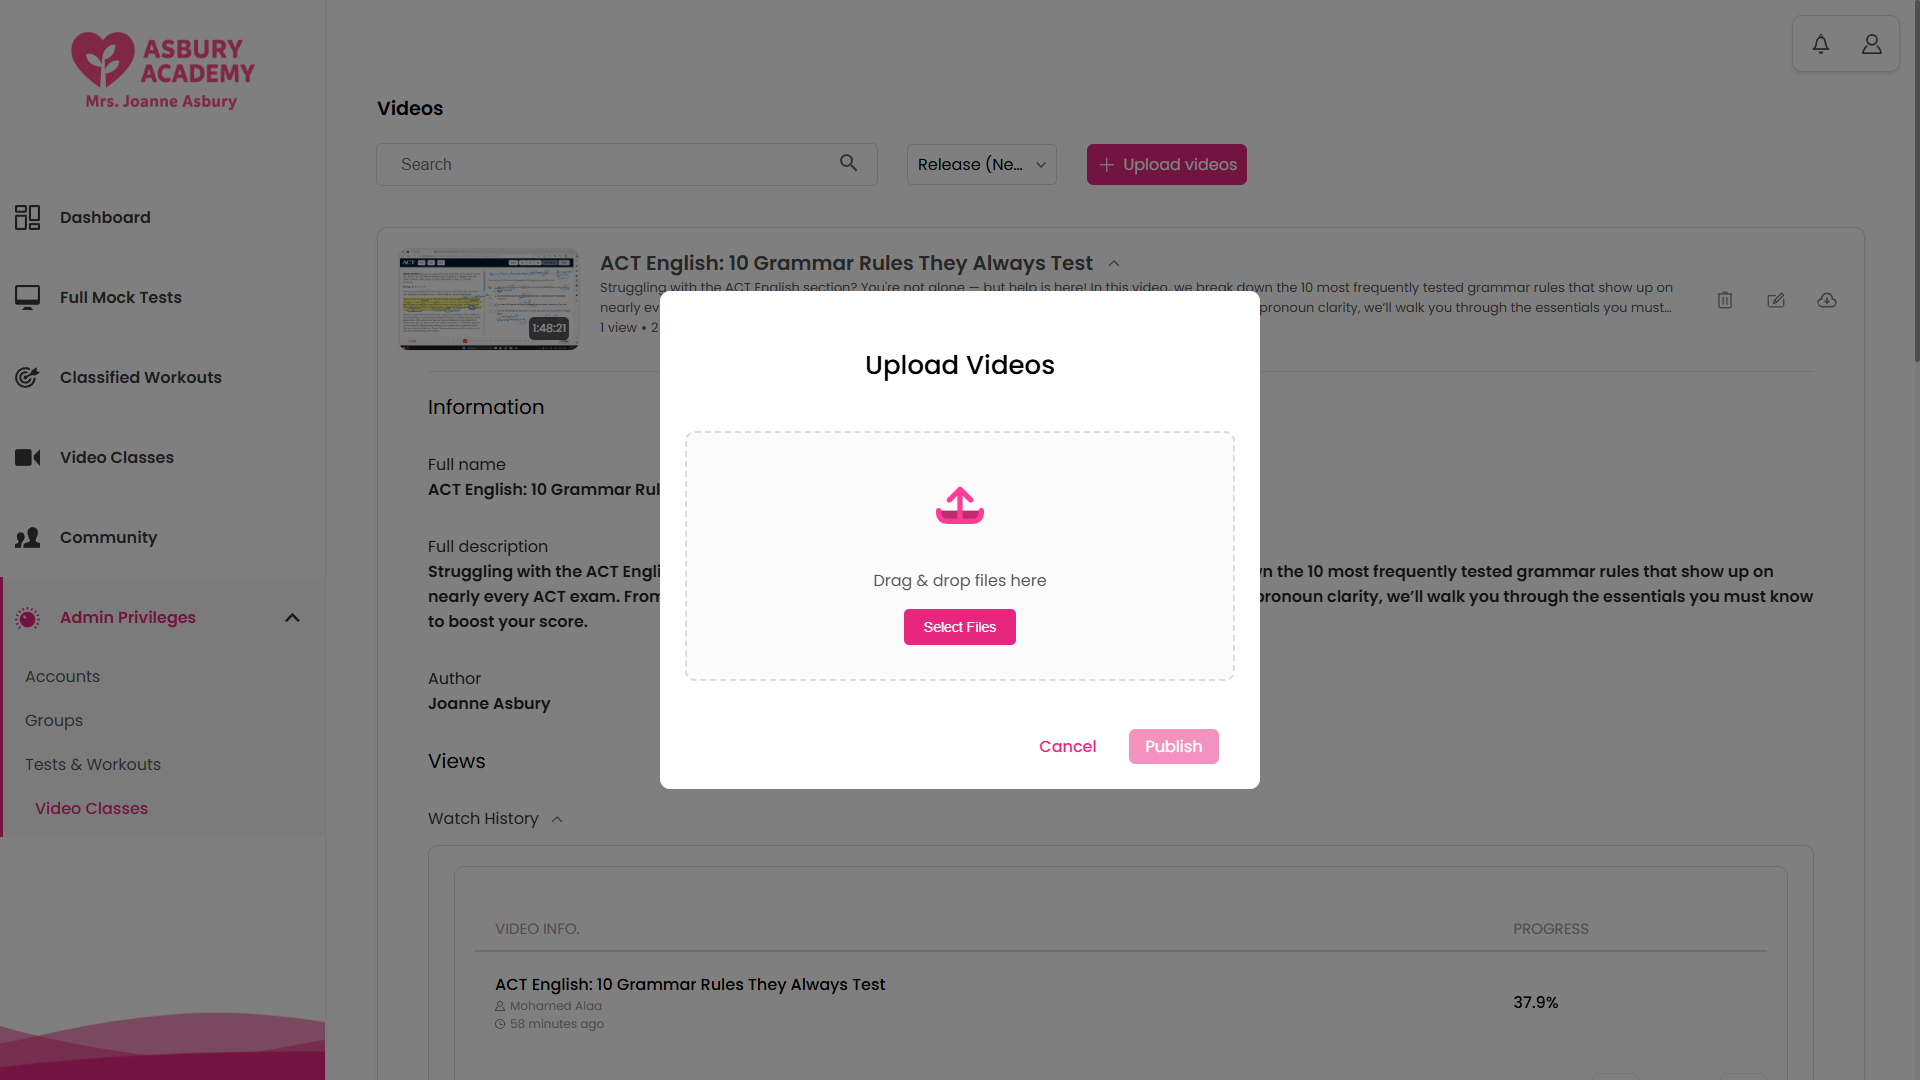 ASBURY
ACADEMY
Mrs. Joanne Asbury
Dashboard
Full Mock Tests
Classified Workouts
Video Classes
Community
Admin Privileges
Accounts
Groups
Tests & Workouts
Video Classes
Videos
Search
Release (Ne...
Upload videos
1:48:21
ACT English: 10 Grammar Rules They Always Test
Struggling with the ACT English section? You're not alone — but help is here! In this video, we break down the 10 most frequently tested grammar rules that show up on
nearly ev pronoun clarity, we'll walk you through the essentials you must...
1 view • 2
Information
Full name
ACT English: 10 Grammar Rul
Full description
Struggling with the ACT Engli n the 10 most frequently tested grammar rules that show up on
nearly every ACT exam. From pronoun clarity, we'll walk you through the essentials you must know
to boost your score.
Author
Joanne Asbury
Views
Watch History
VIDEO INFO.
PROGRESS
ACT English: 10 Grammar Rules They Always Test
Mohamed Alaa
58 minutes ago
37.9%
Upload Videos
Drag & drop files here
Select Files
Cancel
Publish